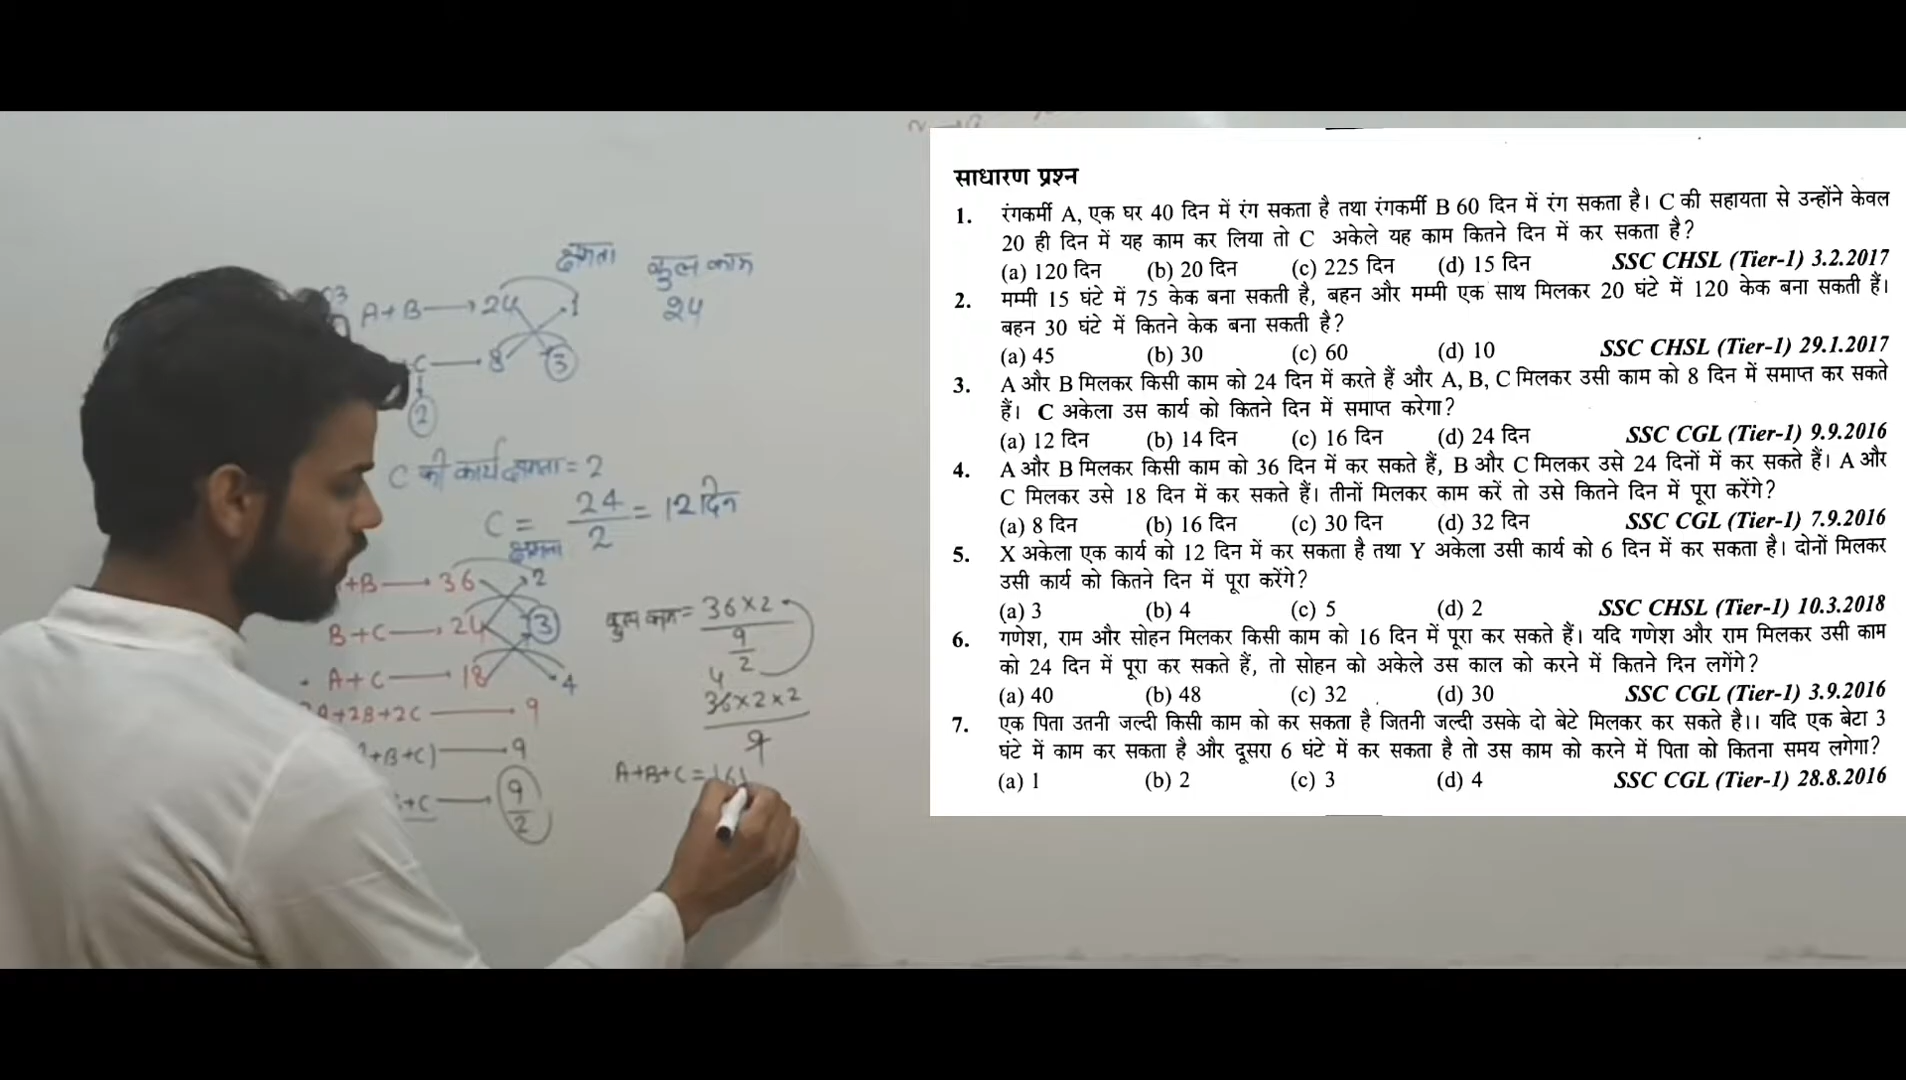 क्षमता कुल काम
A+B → 24 1 24
C → 8 3
2
C की कार्यक्षमता = 2
C = 24/2 = 12 दिन
क्षमता
+B → 36 2
B+C → 24 3
A+C → 18 4
A+2B+2C — 9
+B+C) — 9
+C → 9/2
कुल काम = 36×2
9/2
4
36×2×2
9
A+B+C = 16
साधारण प्रश्न
1. रंगकर्मी A, एक घर 40 दिन में रंग सकता है तथा रंगकर्मी B 60 दिन में रंग सकता है। C की सहायता से उन्होंने केवल
20 ही दिन में यह काम कर लिया तो C अकेले यह काम कितने दिन में कर सकता है?
(a) 120 दिन (b) 20 दिन (c) 225 दिन (d) 15 दिन SSC CHSL (Tier-1) 3.2.2017
2. मम्मी 15 घंटे में 75 केक बना सकती है, बहन और मम्मी एक साथ मिलकर 20 घंटे में 120 केक बना सकती हैं।
बहन 30 घंटे में कितने केक बना सकती है?
(a) 45 (b) 30 (c) 60 (d) 10 SSC CHSL (Tier-1) 29.1.2017
3. A और B मिलकर किसी काम को 24 दिन में करते हैं और A, B, C मिलकर उसी काम को 8 दिन में समाप्त कर सकते
हैं। C अकेला उस कार्य को कितने दिन में समाप्त करेगा?
(a) 12 दिन (b) 14 दिन (c) 16 दिन (d) 24 दिन SSC CGL (Tier-1) 9.9.2016
4. A और B मिलकर किसी काम को 36 दिन में कर सकते हैं, B और C मिलकर उसे 24 दिनों में कर सकते हैं। A और
C मिलकर उसे 18 दिन में कर सकते हैं। तीनों मिलकर काम करें तो उसे कितने दिन में पूरा करेंगे?
(a) 8 दिन (b) 16 दिन (c) 30 दिन (d) 32 दिन SSC CGL (Tier-1) 7.9.2016
5. X अकेला एक कार्य को 12 दिन में कर सकता है तथा Y अकेला उसी कार्य को 6 दिन में कर सकता है। दोनों मिलकर
उसी कार्य को कितने दिन में पूरा करेंगे?
(a) 3 (b) 4 (c) 5 (d) 2 SSC CHSL (Tier-1) 10.3.2018
6. गणेश, राम और सोहन मिलकर किसी काम को 16 दिन में पूरा कर सकते हैं। यदि गणेश और राम मिलकर उसी काम
को 24 दिन में पूरा कर सकते हैं, तो सोहन को अकेले उस काल को करने में कितने दिन लगेंगे?
(a) 40 (b) 48 (c) 32 (d) 30 SSC CGL (Tier-1) 3.9.2016
7. एक पिता उतनी जल्दी किसी काम को कर सकता है जितनी जल्दी उसके दो बेटे मिलकर कर सकते है।। यदि एक बेटा 3
घंटे में काम कर सकता है और दूसरा 6 घंटे में कर सकता है तो उस काम को करने में पिता को कितना समय लगेगा?
(a) 1 (b) 2 (c) 3 (d) 4 SSC CGL (Tier-1) 28.8.2016